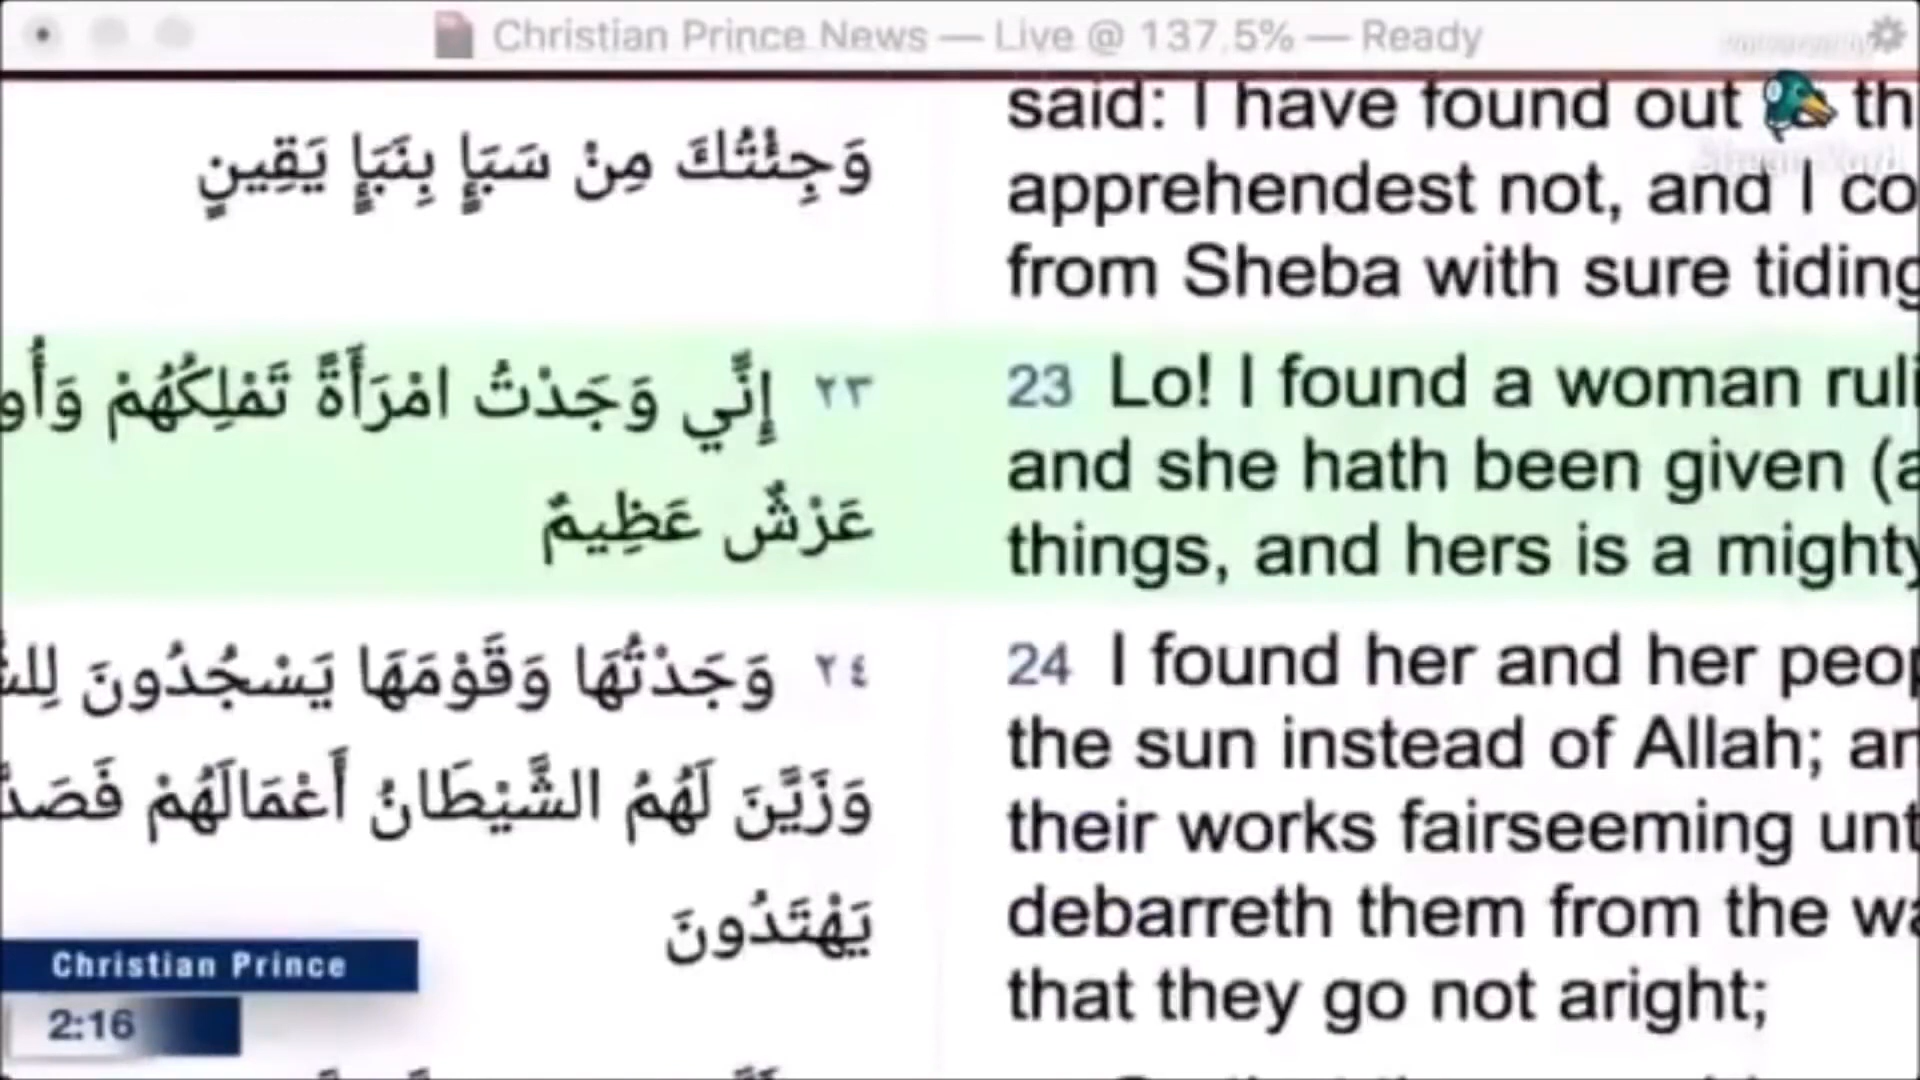 Christian Prince News — Live @ 137.5% — Ready
وَجِئْتُكَ مِنْ سَبَإٍ بِنَبَإٍ يَقِينٍ
٢٣ إِنَّي وَجَدْتُ امْرَأَةً تَمْلِكُهُمْ وَأُو
عَرْشٌ عَظِيمٌ
٢٤ وَجَدْتُهَا وَقَوْمَهَا يَسْجُدُونَ لِلشَّ
وَزَيَّنَ لَهُمُ الشَّيْطَانُ أَعْمَالَهُمْ فَصَدَّ
يَهْتَدُونَ
said: I have found out th
apprehendest not, and I co
from Sheba with sure tiding
23 Lo! I found a woman ruli
and she hath been given (a
things, and hers is a mighty
24 I found her and her peop
the sun instead of Allah; an
their works fairseeming unt
debarreth them from the wa
that they go not aright;
Christian Prince
2:16